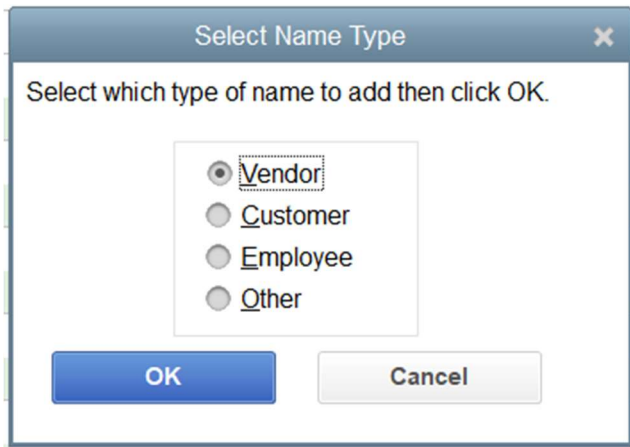 Select Name Type
Select which type of name to add then click OK.
Vendor
Customer
Employee
Other
OK Cancel